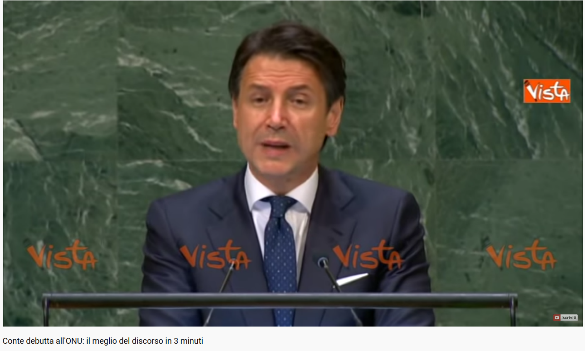 VISTA
VISTA VISTA VISTA VISTA
Conte debutta all'ONU: il meglio del discorso in 3 minuti